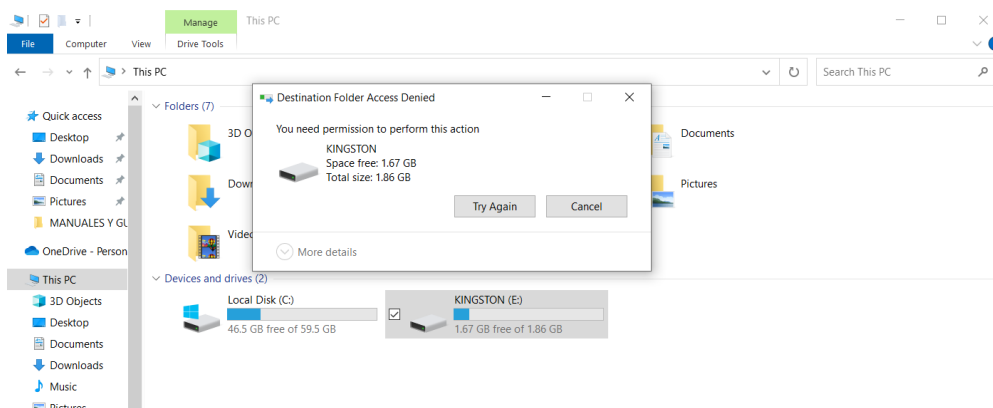 Manage This PC
File Computer View Drive Tools
This PC
Search This PC
Destination Folder Access Denied
You need permission to perform this action
KINGSTON
Space free: 1.67 GB
Total size: 1.86 GB
Try Again Cancel
More details
Quick access
Desktop
Downloads
Documents
Pictures
MANUALES Y GU
OneDrive - Person
This PC
3D Objects
Desktop
Documents
Downloads
Music
Pictures
Folders (7)
3D O
Documents
Down
Pictures
Videc
Devices and drives (2)
Local Disk (C:)
46.5 GB free of 59.5 GB
KINGSTON (E:)
1.67 GB free of 1.86 GB